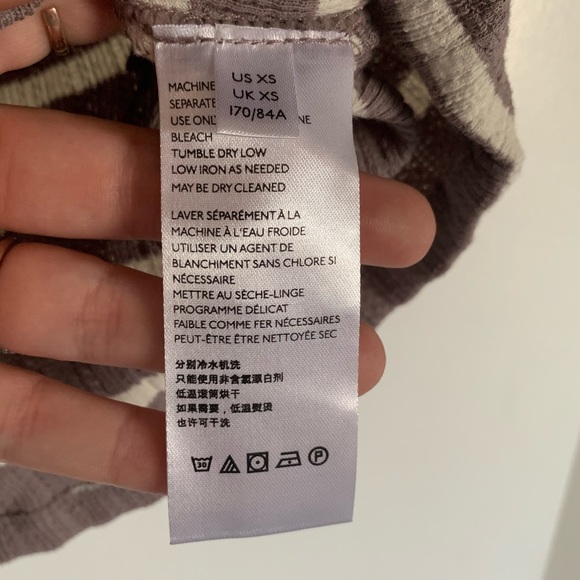 US XS
UK XS
170/84A
MACHINE
SEPARATE
USE
BLEACH
TUMBLE DRY LOW
LOW IRON AS NEEDED
MAY BE DRY CLEANED
LAVER SÉPARÉMENT À LA
MACHINE À L'EAU FROIDE
UTILISER UN AGENT DE
BLANCHIMENT SANS CHLORE SI
NÉCESSAIRE
METTRE AU SÈCHE-LINGE
PROGRAMME DÉLICAT
FAIBLE COMME FER NÉCESSAIRES
PEUT-ÊTRE ÊTRE NETTOYÉE SEC
分别冷水机洗
只能使用非含氯漂白剂
低温滚筒烘干
如果需要，低温熨烫
也许可干洗
30 P